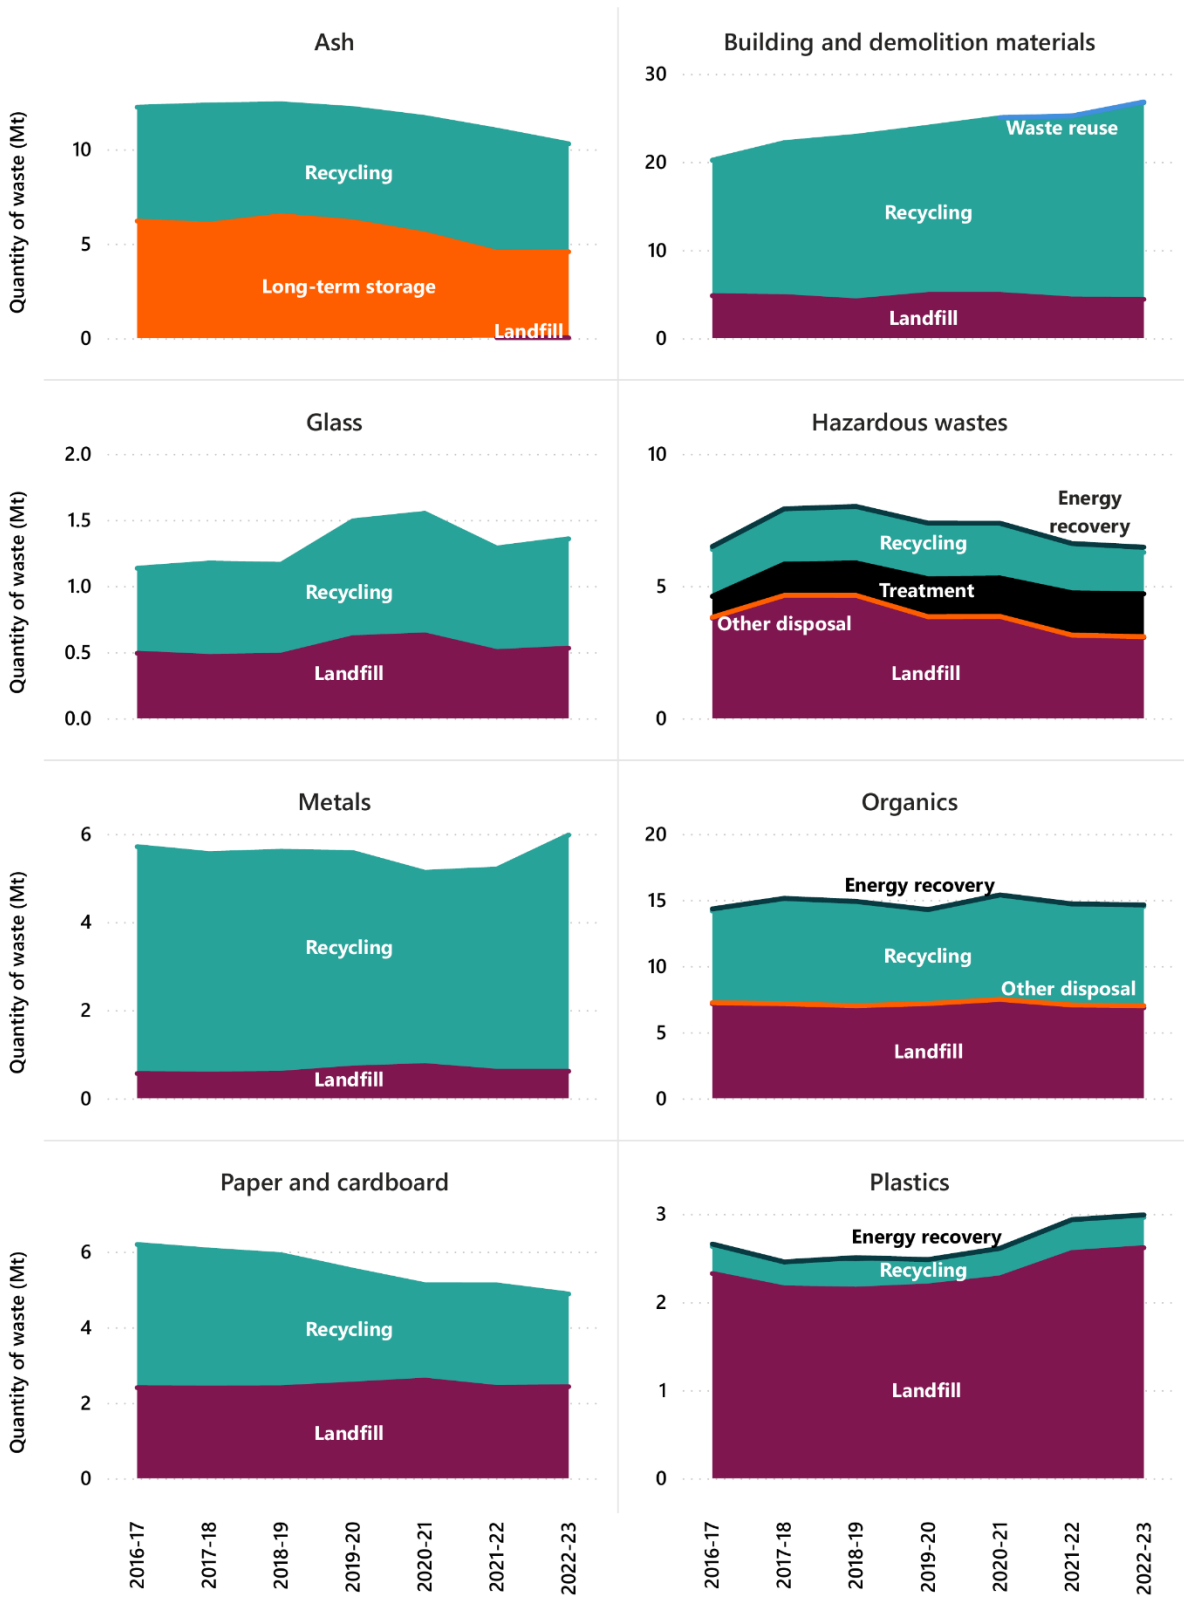 Ash
Quantity of waste (Mt)
10
5
0
Recycling
Long-term storage
Landfill
Building and demolition materials
30
20
10
0
Waste reuse
Recycling
Landfill
Glass
Quantity of waste (Mt)
2.0
1.5
1.0
0.5
0.0
Recycling
Landfill
Hazardous wastes
10
5
0
Energy
recovery
Recycling
Treatment
Other disposal
Landfill
Metals
Quantity of waste (Mt)
6
4
2
0
Recycling
Landfill
Organics
20
15
10
5
0
Energy recovery
Recycling
Other disposal
Landfill
Paper and cardboard
Quantity of waste (Mt)
6
4
2
0
Recycling
Landfill
2016-17
2017-18
2018-19
2019-20
2020-21
2021-22
2022-23
Plastics
3
2
1
0
Energy recovery
Recycling
Landfill
2016-17
2017-18
2018-19
2019-20
2020-21
2021-22
2022-23